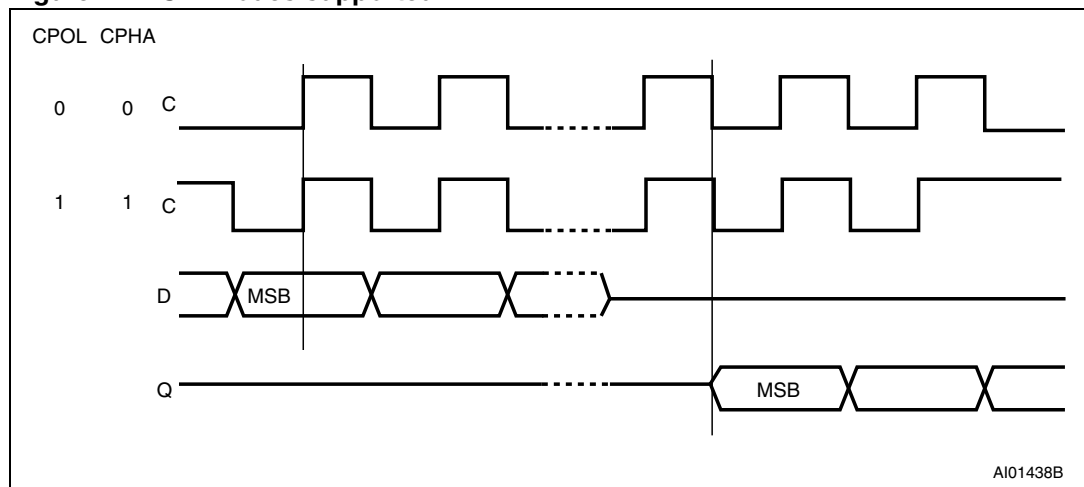 CPOL CPHA
0 0 C
1 1 C
D MSB
Q MSB
AI01438B